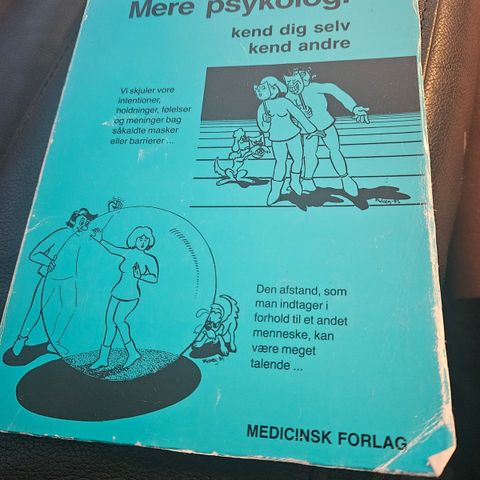 Mere psykologi
kend dig selv
kend andre
Vi skjuler vore
intentioner,
holdninger, følelser
og meninger bag
såkaldte masker
eller barrierer ...
Den afstand, som
man indtager i
forhold til et andet
menneske, kan
være meget
talende ...
MEDICINSK FORLAG